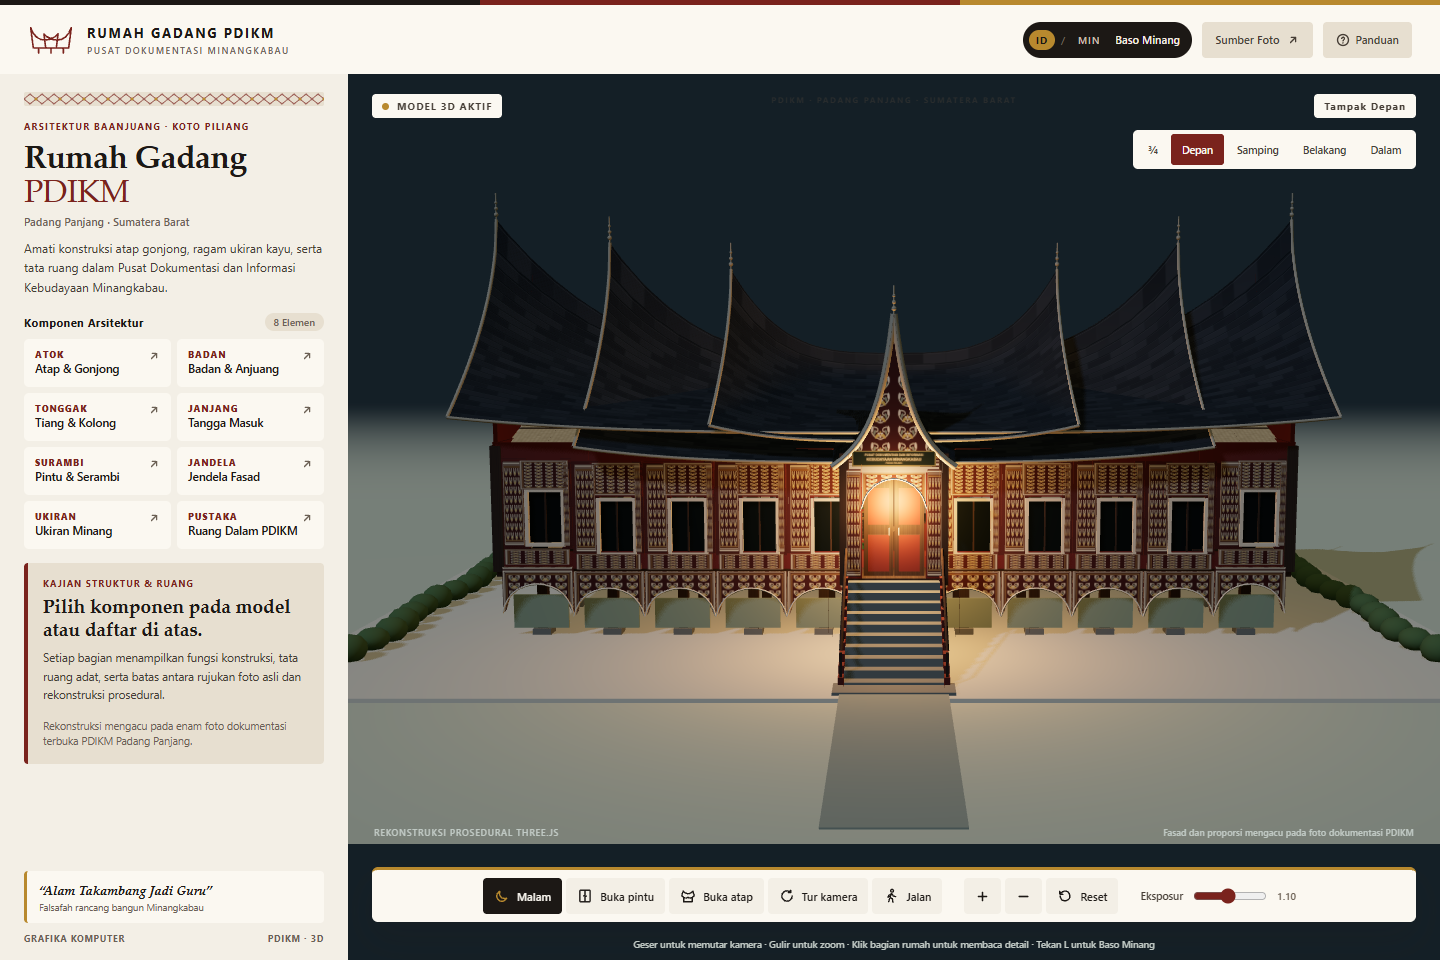 RUMAH GADANG PDIKM
PUSAT DOKUMENTASI MINANGKABAU
ID / MIN Baso Minang
Sumber Foto
Panduan
ARSITEKTUR BAANJUANG · KOTO PILIANG
Rumah Gadang
PDIKM
Padang Panjang · Sumatera Barat
Amati konstruksi atap gonjong, ragam ukiran kayu, serta
tata ruang dalam Pusat Dokumentasi dan Informasi
Kebudayaan Minangkabau.
Komponen Arsitektur
8 Elemen
ATOK
Atap & Gonjong
BADAN
Badan & Anjuang
TONGGAK
Tiang & Kolong
JANJANG
Tangga Masuk
SURAMBI
Pintu & Serambi
JANDELA
Jendela Fasad
UKIRAN
Ukiran Minang
PUSTAKA
Ruang Dalam PDIKM
KAJIAN STRUKTUR & RUANG
Pilih komponen pada model
atau daftar di atas.
Setiap bagian menampilkan fungsi konstruksi, tata
ruang adat, serta batas antara rujukan foto asli dan
rekonstruksi prosedural.
Rekonstruksi mengacu pada enam foto dokumentasi
terbuka PDIKM Padang Panjang.
“Alam Takambang Jadi Guru”
Falsafah rancang bangun Minangkabau
GRAFIKA KOMPUTER
PDIKM · 3D
MODEL 3D AKTIF
PDIKM · PADANG PANJANG · SUMATERA BARAT
Tampak Depan
¾ Depan Samping Belakang Dalam
REKONSTRUKSI PROSEDURAL THREE.JS
Fasad dan proporsi mengacu pada foto dokumentasi PDIKM
Malam
Buka pintu
Buka atap
Tur kamera
Jalan
+
−
Reset
Eksposur
1.10
Geser untuk memutar kamera · Gulir untuk zoom · Klik bagian rumah untuk membaca detail · Tekan L untuk Baso Minang